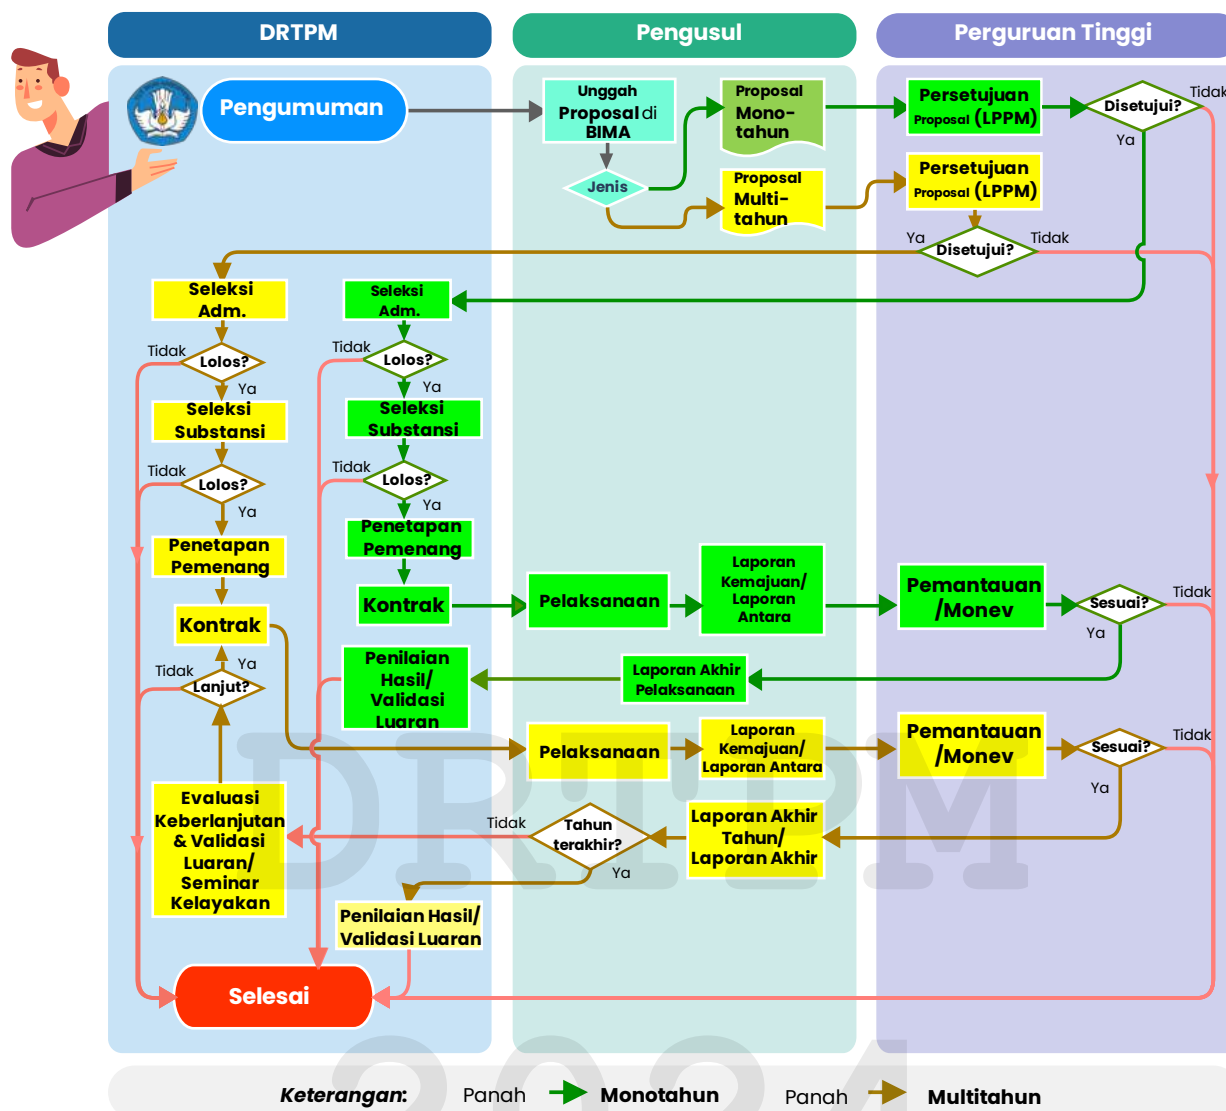 DRTPM
Pengusul
Perguruan Tinggi
Pengumuman
Unggah
Proposal di
BIMA
Jenis
Proposal
Mono-
tahun
Proposal
Multi-
tahun
Persetujuan
Proposal (LPPM)
Disetujui?
Tidak
Ya
Persetujuan
Proposal (LPPM)
Ya
Disetujui?
Tidak
Seleksi
Adm.
Seleksi
Adm.
Tidak
Lolos?
Ya
Tidak
Lolos?
Ya
Seleksi
Substansi
Seleksi
Substansi
Tidak
Lolos?
Ya
Tidak
Lolos?
Ya
Penetapan
Pemenang
Penetapan
Pemenang
Kontrak
Kontrak
Pelaksanaan
Laporan
Kemajuan/
Laporan
Antara
Pemantauan
/Monev
Sesuai?
Tidak
Ya
Tidak
Ya
Lanjut?
Penilaian
Hasil/
Validasi
Luaran
Laporan Akhir
Pelaksanaan
Pelaksanaan
Laporan
Kemajuan/
Laporan Antara
Pemantauan
/Monev
Sesuai?
Tidak
Ya
Evaluasi
Keberlanjutan
& Validasi
Luaran/
Seminar
Kelayakan
Tidak
Tahun
terakhir?
Ya
Laporan Akhir
Tahun/
Laporan Akhir
Penilaian Hasil/
Validasi Luaran
Selesai
DRTPM
2024
Keterangan: Panah Monotahun Panah Multitahun